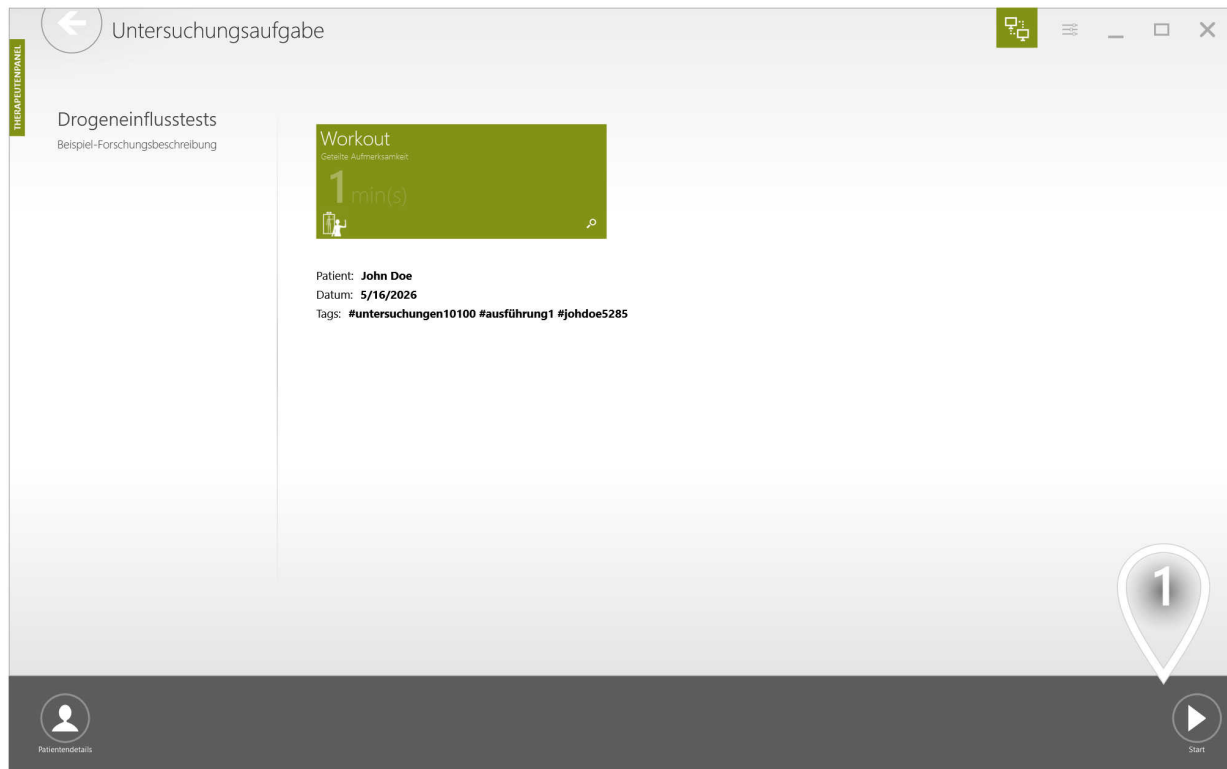 Untersuchungsaufgabe
THERAPEUTENPANEL
Drogeneinflusstests
Beispiel-Forschungsbeschreibung
Workout
Geteilte Aufmerksamkeit
1 min(s)
Patient: John Doe
Datum: 5/16/2026
Tags: #untersuchungen10100 #ausführung1 #johdoe5285
1
Patientendetails
Start